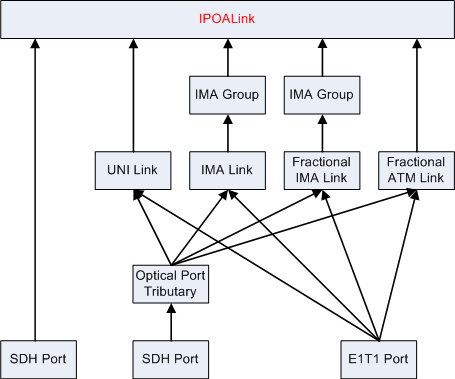 IPOALink
IMA Group
IMA Group
UNI Link
IMA Link
Fractional
IMA Link
Fractional
ATM Link
Optical Port
Tributary
SDH Port
SDH Port
E1T1 Port